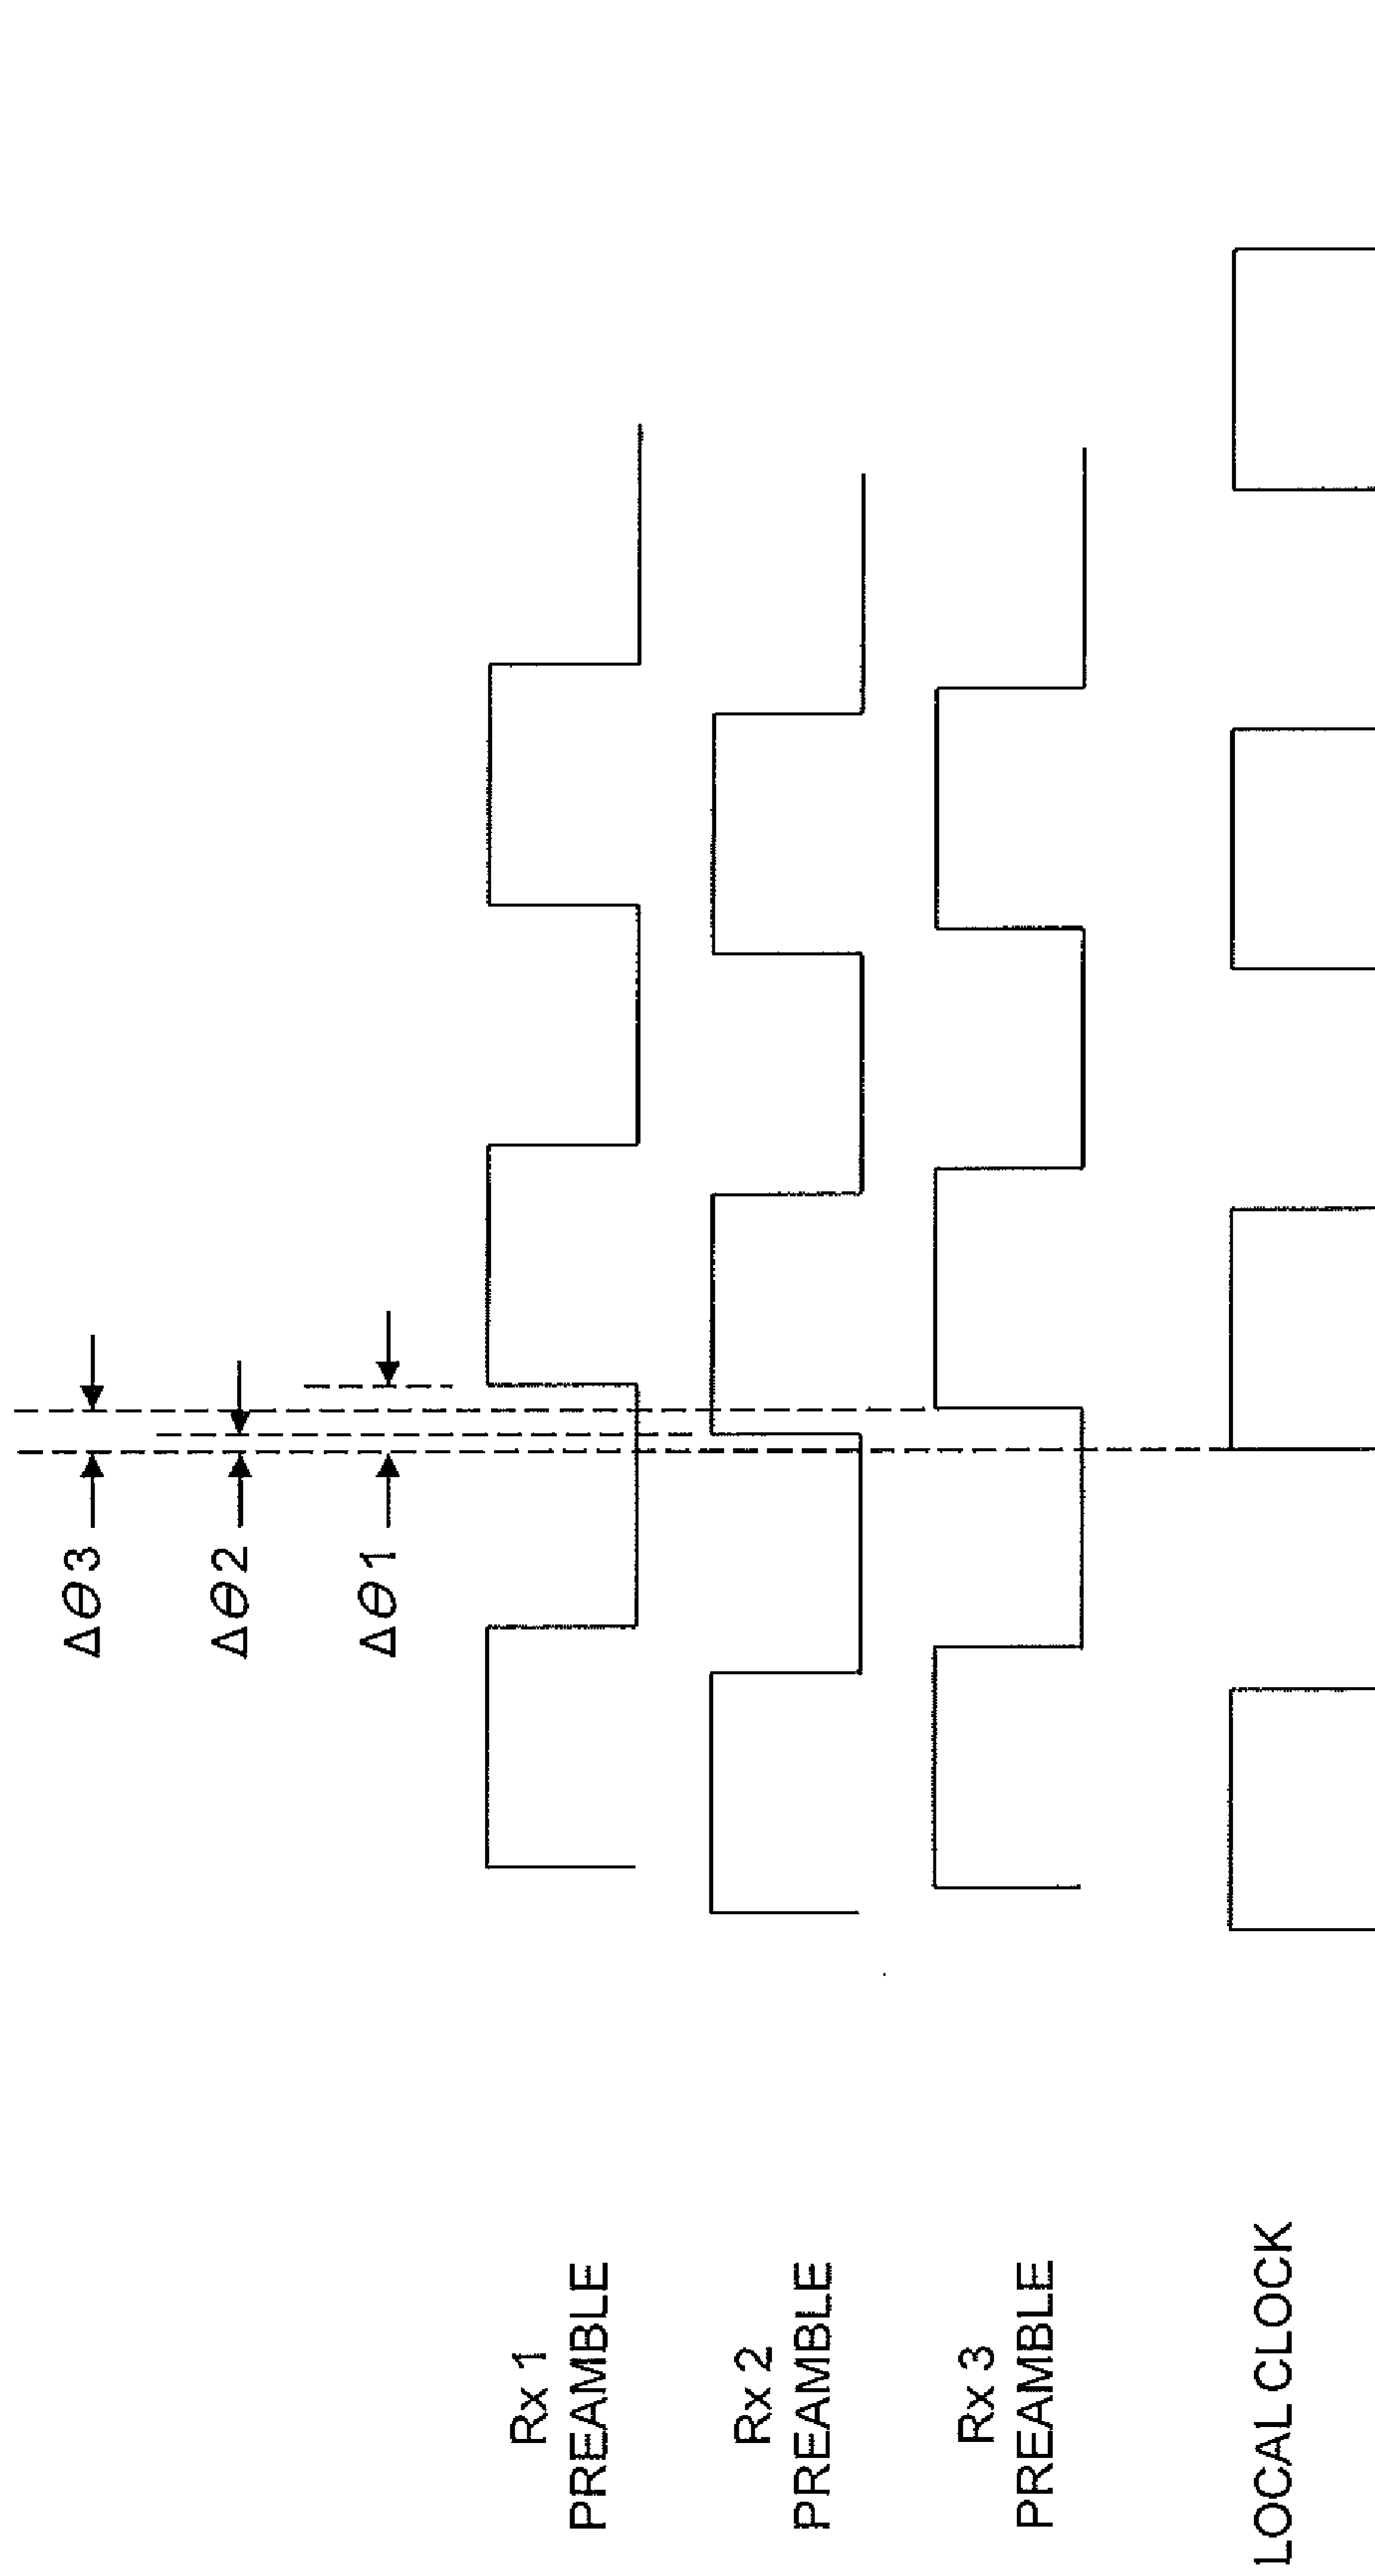 Δθ3
Δθ2
Δθ1
Rx 1
PREAMBLE
Rx 2
PREAMBLE
Rx 3
PREAMBLE
LOCAL CLOCK